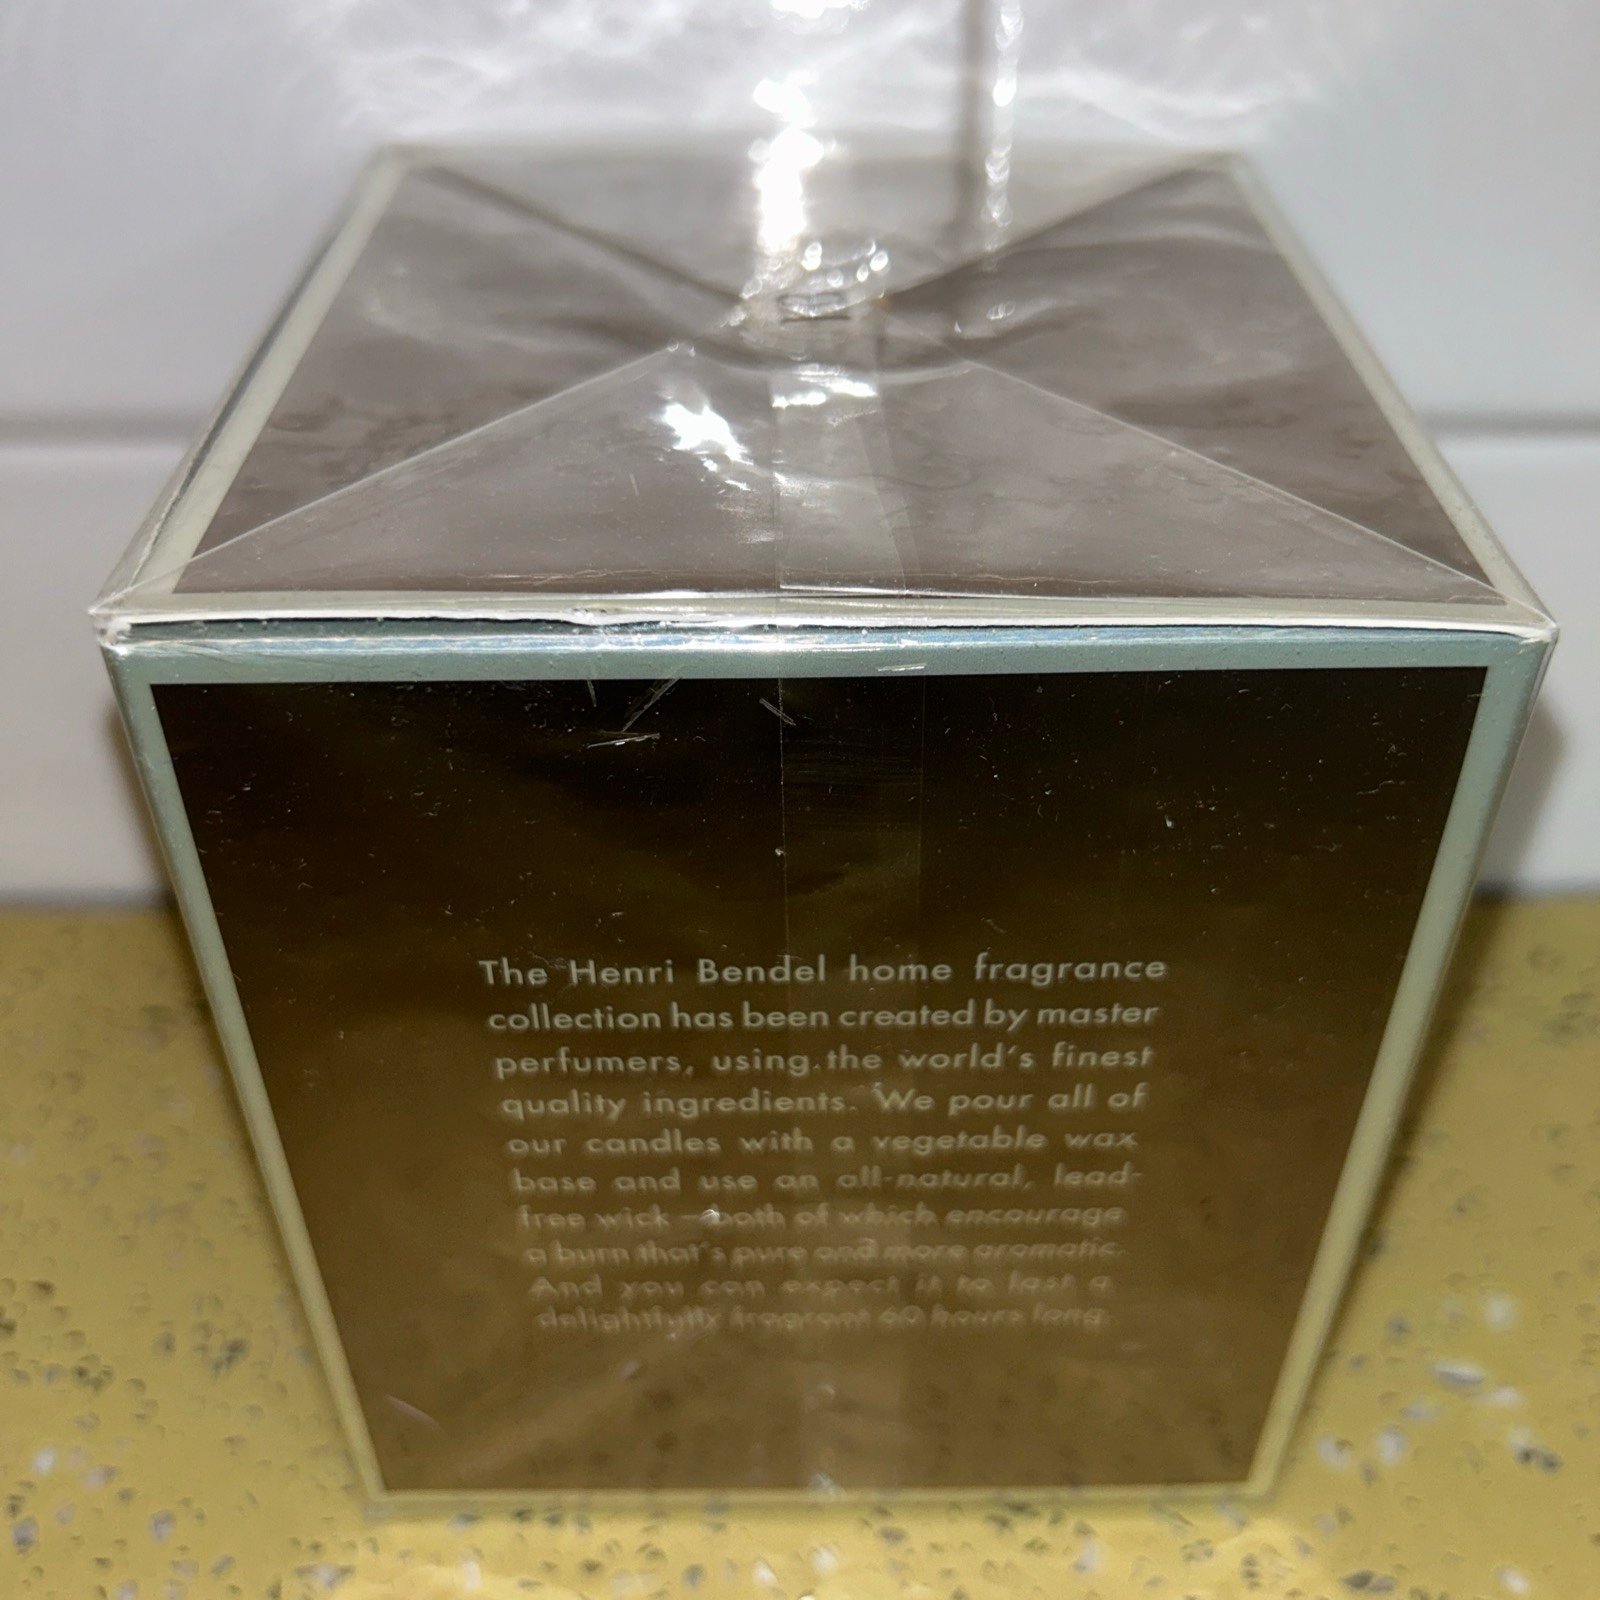 The Henri Bendel home fragrance
collection has been created by master
perfumers, using the world's finest
quality ingredients. We pour all of
our candles with a vegetable wax
base and use an all-natural, lead-
free wick —both of which encourage
a burn that's pure and more aromatic.
And you can expect it to last a
delightfully fragrant 60 hours long.